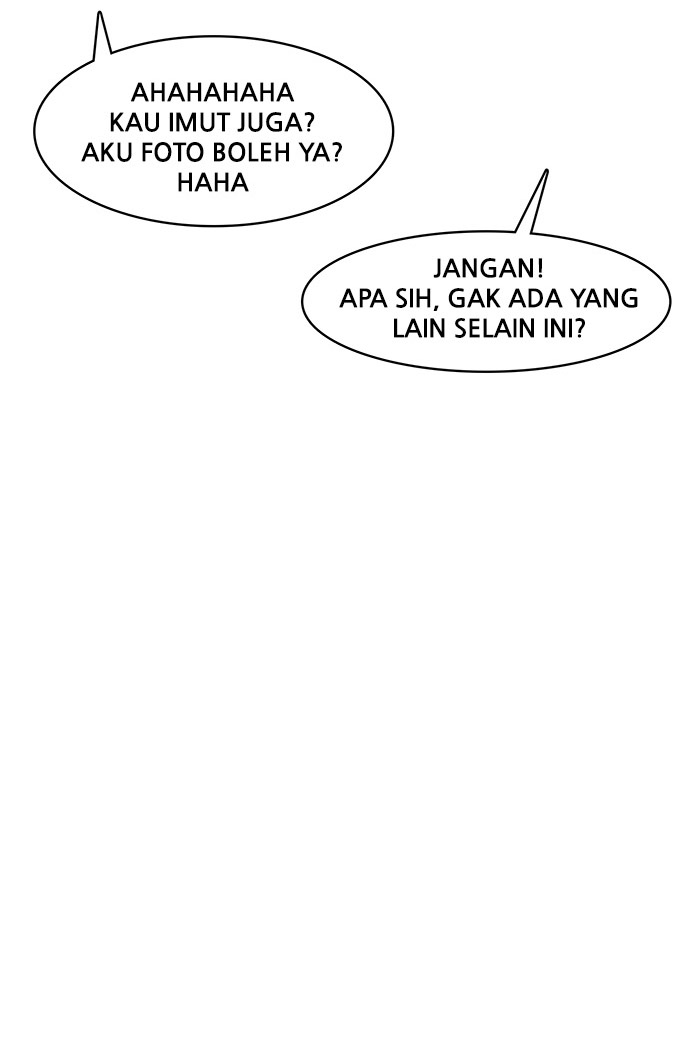 AHAHAHAHA
KAU IMUT JUGA?
AKU FOTO BOLEH YA?
HAHA
JANGAN!
APA SIH, GAK ADA YANG
LAIN SELAIN INI?